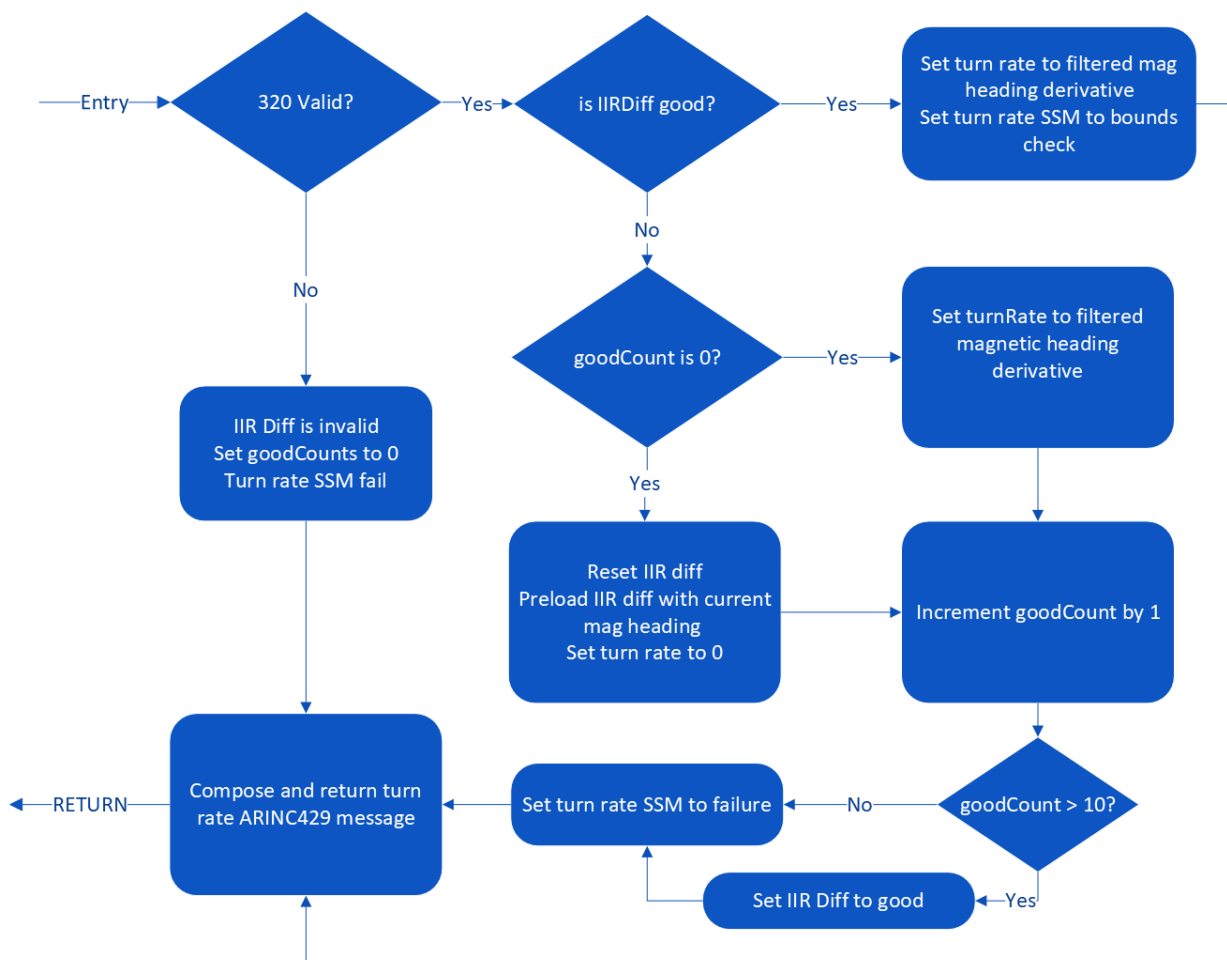 Entry
320 Valid?
Yes
is IIRDiff good?
Yes
Set turn rate to filtered mag
heading derivative
Set turn rate SSM to bounds
check
No
No
goodCount is 0?
Yes
Set turnRate to filtered
magnetic heading
derivative
IIR Diff is invalid
Set goodCounts to 0
Turn rate SSM fail
Yes
Reset IIR diff
Preload IIR diff with current
mag heading
Set turn rate to 0
Increment goodCount by 1
RETURN
Compose and return turn
rate ARINC429 message
Set turn rate SSM to failure
No
goodCount > 10?
Set IIR Diff to good
Yes